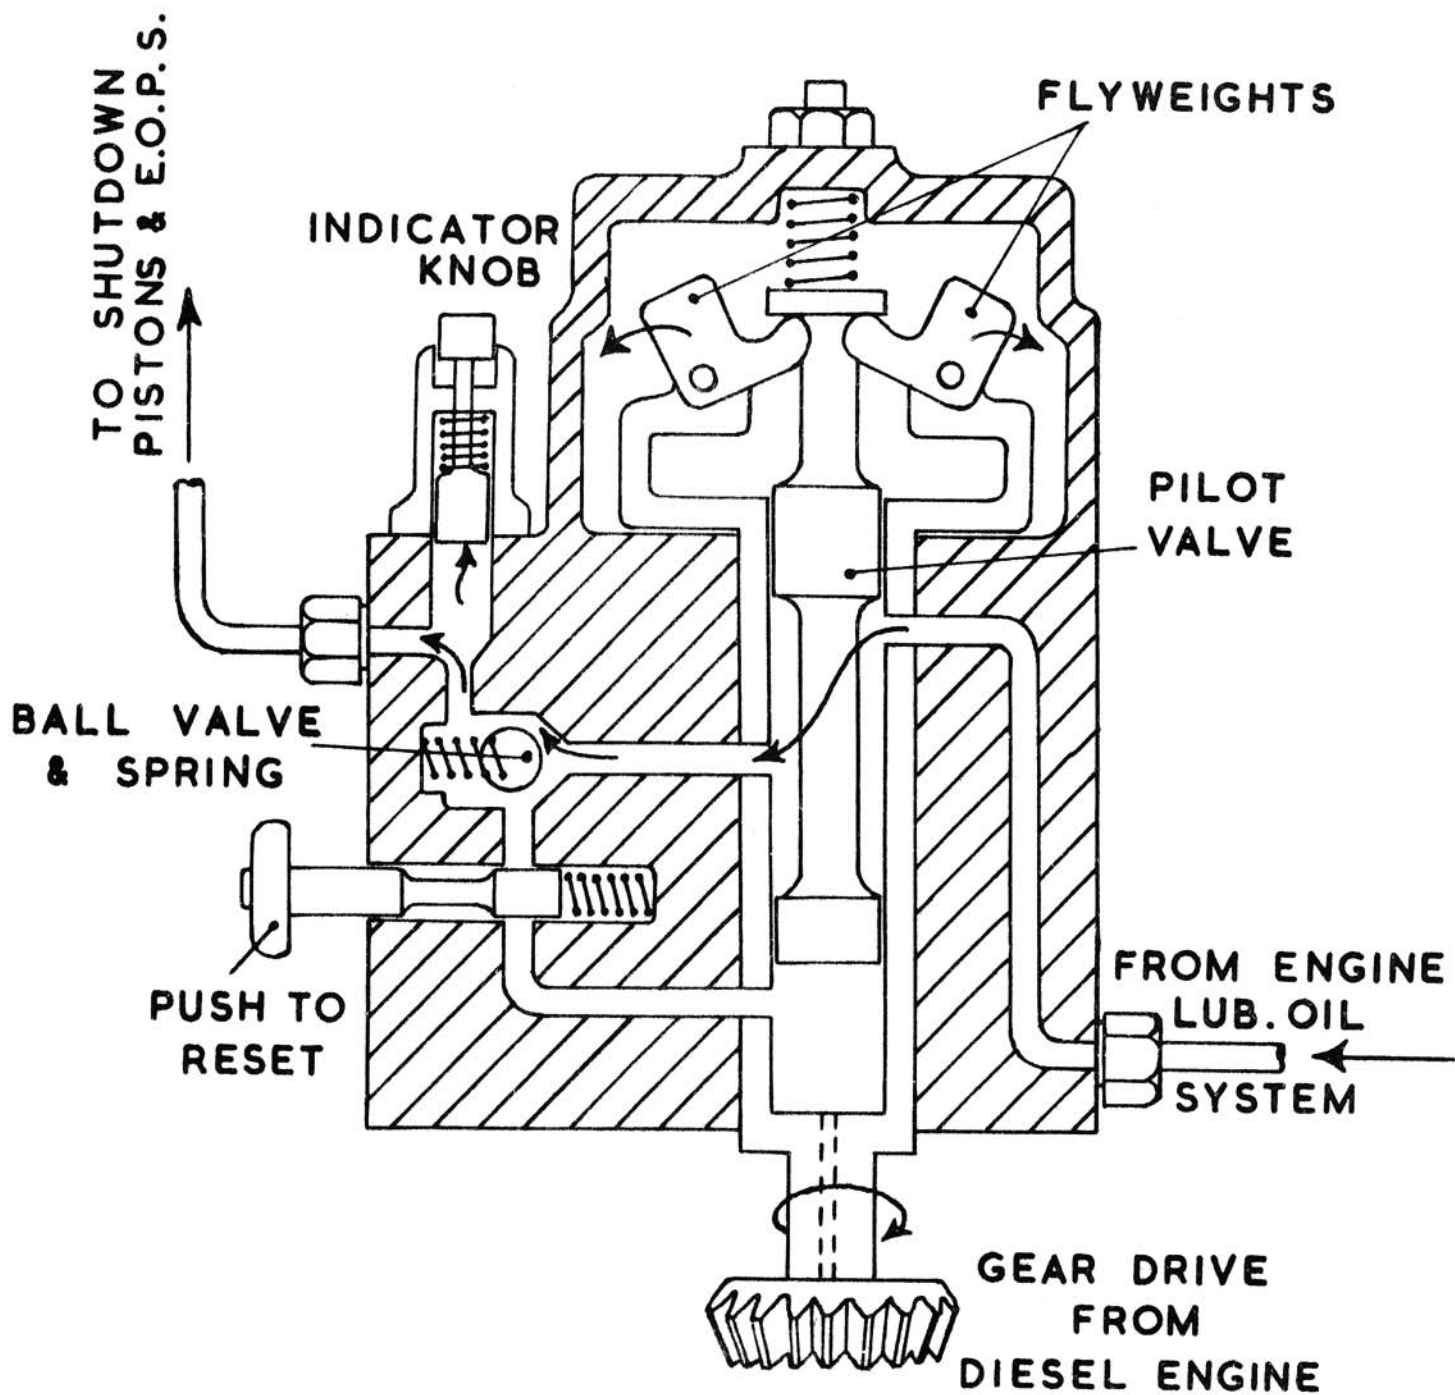 TO SHUTDOWN
PISTONS & E.O.P.S.
FLYWEIGHTS
INDICATOR
KNOB
PILOT
VALVE
BALL VALVE
& SPRING
PUSH TO
RESET
FROM ENGINE
LUB. OIL
SYSTEM
GEAR DRIVE
FROM
DIESEL ENGINE